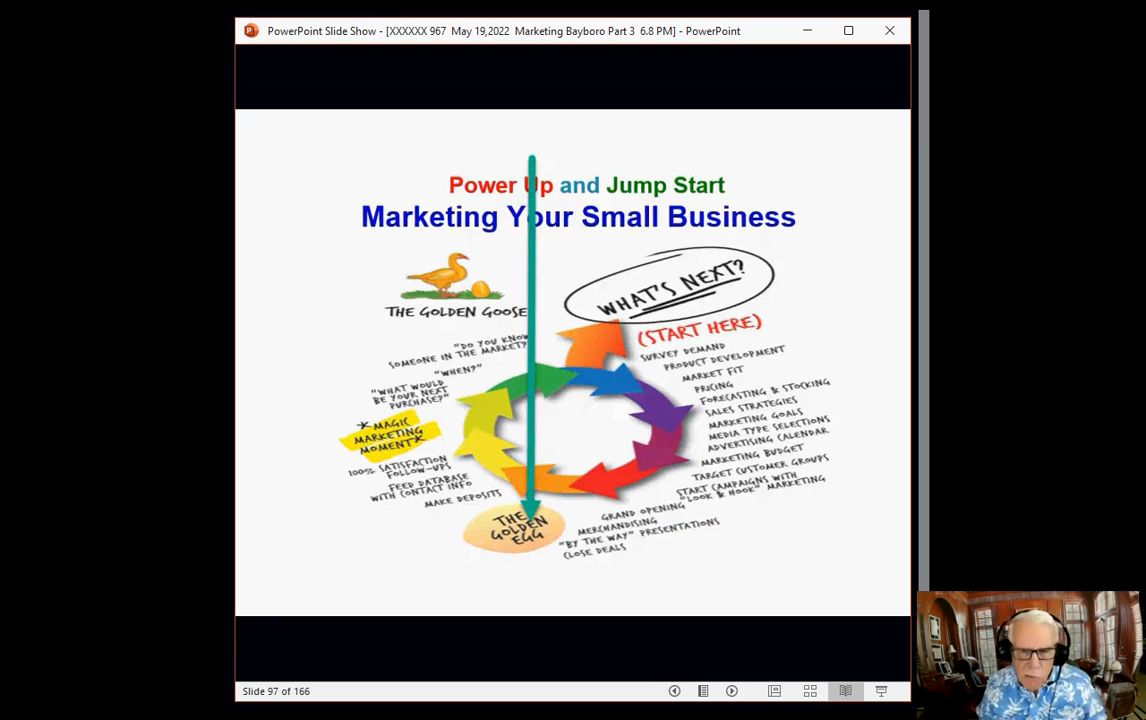 PowerPoint Slide Show - [XXXXXX 967 May 19,2022 Marketing Bayboro Part 3 6.8 PM] - PowerPoint
Power Up and Jump Start
Marketing Your Small Business
THE GOLDEN GOOSE
WHAT'S NEXT?
(START HERE)
SURVEY DEMAND
PRODUCT DEVELOPMENT
MARKET FIT
PRICING
FORECASTING & STOCKING
SALES STRATEGIES
MARKETING GOALS
MEDIA TYPE SELECTIONS
ADVERTISING CALENDAR
MARKETING BUDGET
TARGET CUSTOMER GROUPS
START CAMPAIGNS WITH
"LOOK & HOOK" MARKETING
GRAND OPENING
MERCHANDISING
"BY THE WAY" PRESENTATIONS
CLOSE DEALS
THE
GOLDEN
EGG
MAKE DEPOSITS
FEED DATABASE
WITH CONTACT INFO
100% SATISFACTION
FOLLOW-UPS
*MAGIC
MARKETING
MOMENT*
"WHAT WOULD
BE YOUR NEXT
PURCHASE?"
"WHEN?"
"DO YOU KNOW
SOMEONE IN THE MARKET?"
Slide 97 of 166